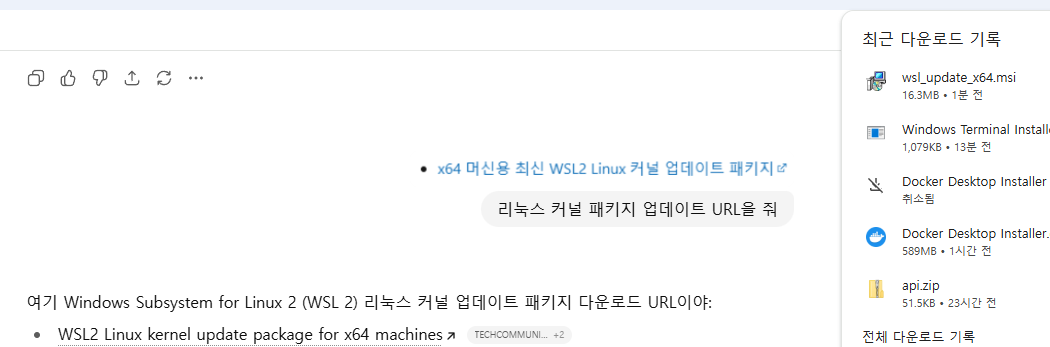 x64 머신용 최신 WSL2 Linux 커널 업데이트 패키지
리눅스 커널 패키지 업데이트 URL을 줘
여기 Windows Subsystem for Linux 2 (WSL 2) 리눅스 커널 업데이트 패키지 다운로드 URL이야:
WSL2 Linux kernel update package for x64 machines
TECHCOMMUNI... +2
최근 다운로드 기록
wsl_update_x64.msi
16.3MB • 1분 전
Windows Terminal Install
1,079KB • 13분 전
Docker Desktop Installer
취소됨
Docker Desktop Installer.
589MB • 1시간 전
api.zip
51.5KB • 23시간 전
전체 다운로드 기록